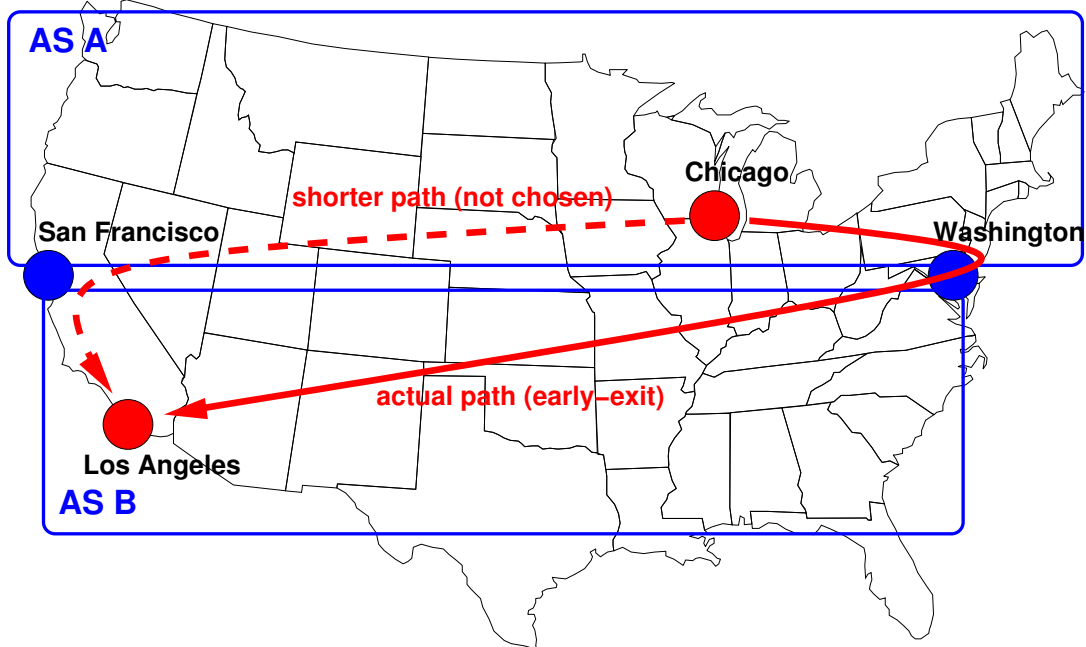 AS A
Chicago
shorter path (not chosen)
San Francisco
Washington
actual path (early−exit)
Los Angeles
AS B